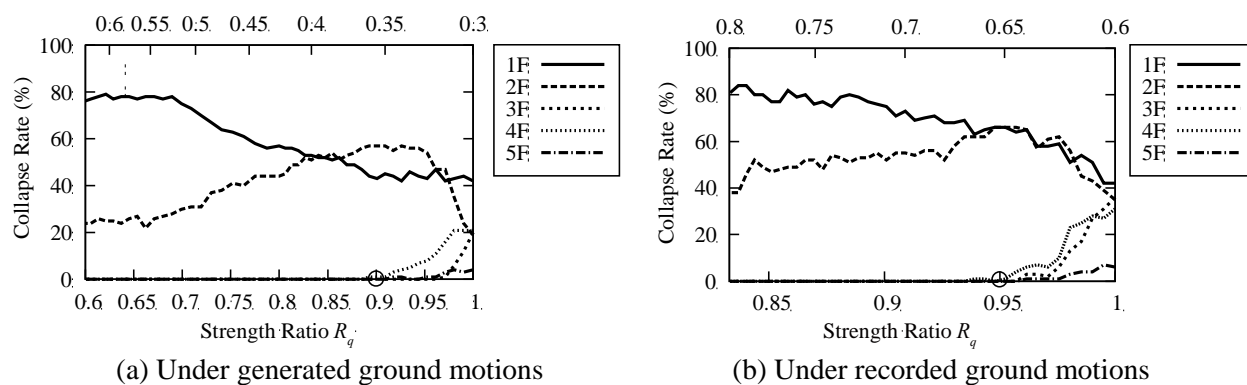 0.6 0.55 0.5 0.45 0.4 0.35 0.3
100
80
60
40
20
0
Collapse Rate (%)
0.6 0.65 0.7 0.75 0.8 0.85 0.9 0.95 1
Strength Ratio Rq
1F
2F
3F
4F
5F
(a) Under generated ground motions
0.8 0.75 0.7 0.65 0.6
100
80
60
40
20
0
Collapse Rate (%)
0.85 0.9 0.95 1
Strength Ratio Rq
1F
2F
3F
4F
5F
(b) Under recorded ground motions